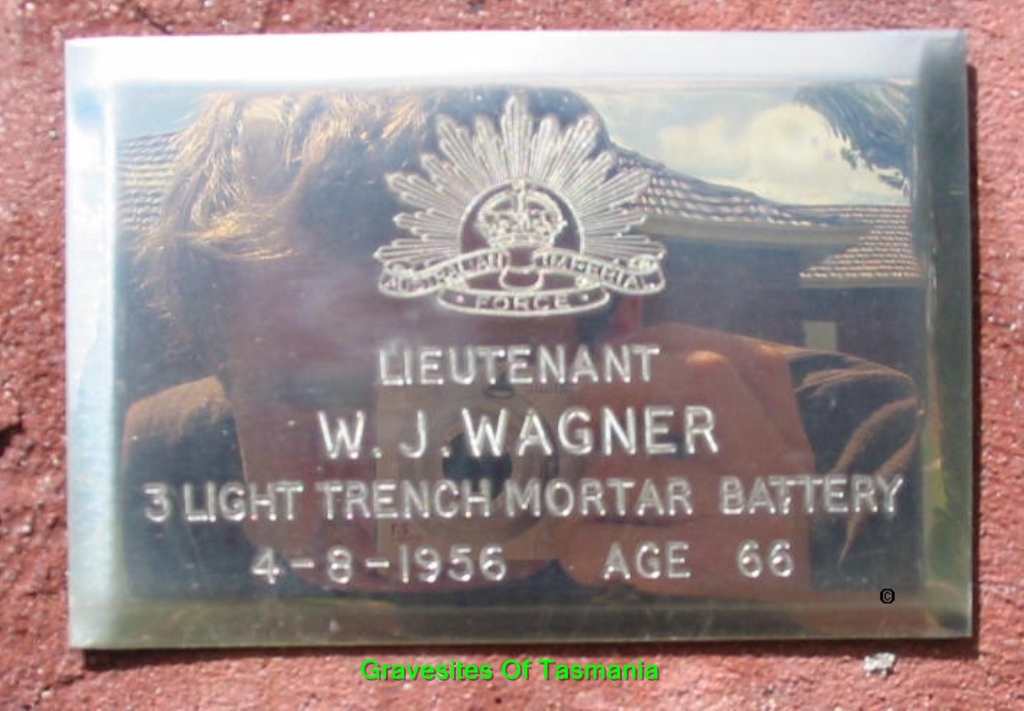 AUSTRALIAN IMPERIAL
FORCE
LIEUTENANT
W. J. WAGNER
3 LIGHT TRENCH MORTAR BATTERY
4-8-1956 AGE 66
©
Gravesites Of Tasmania